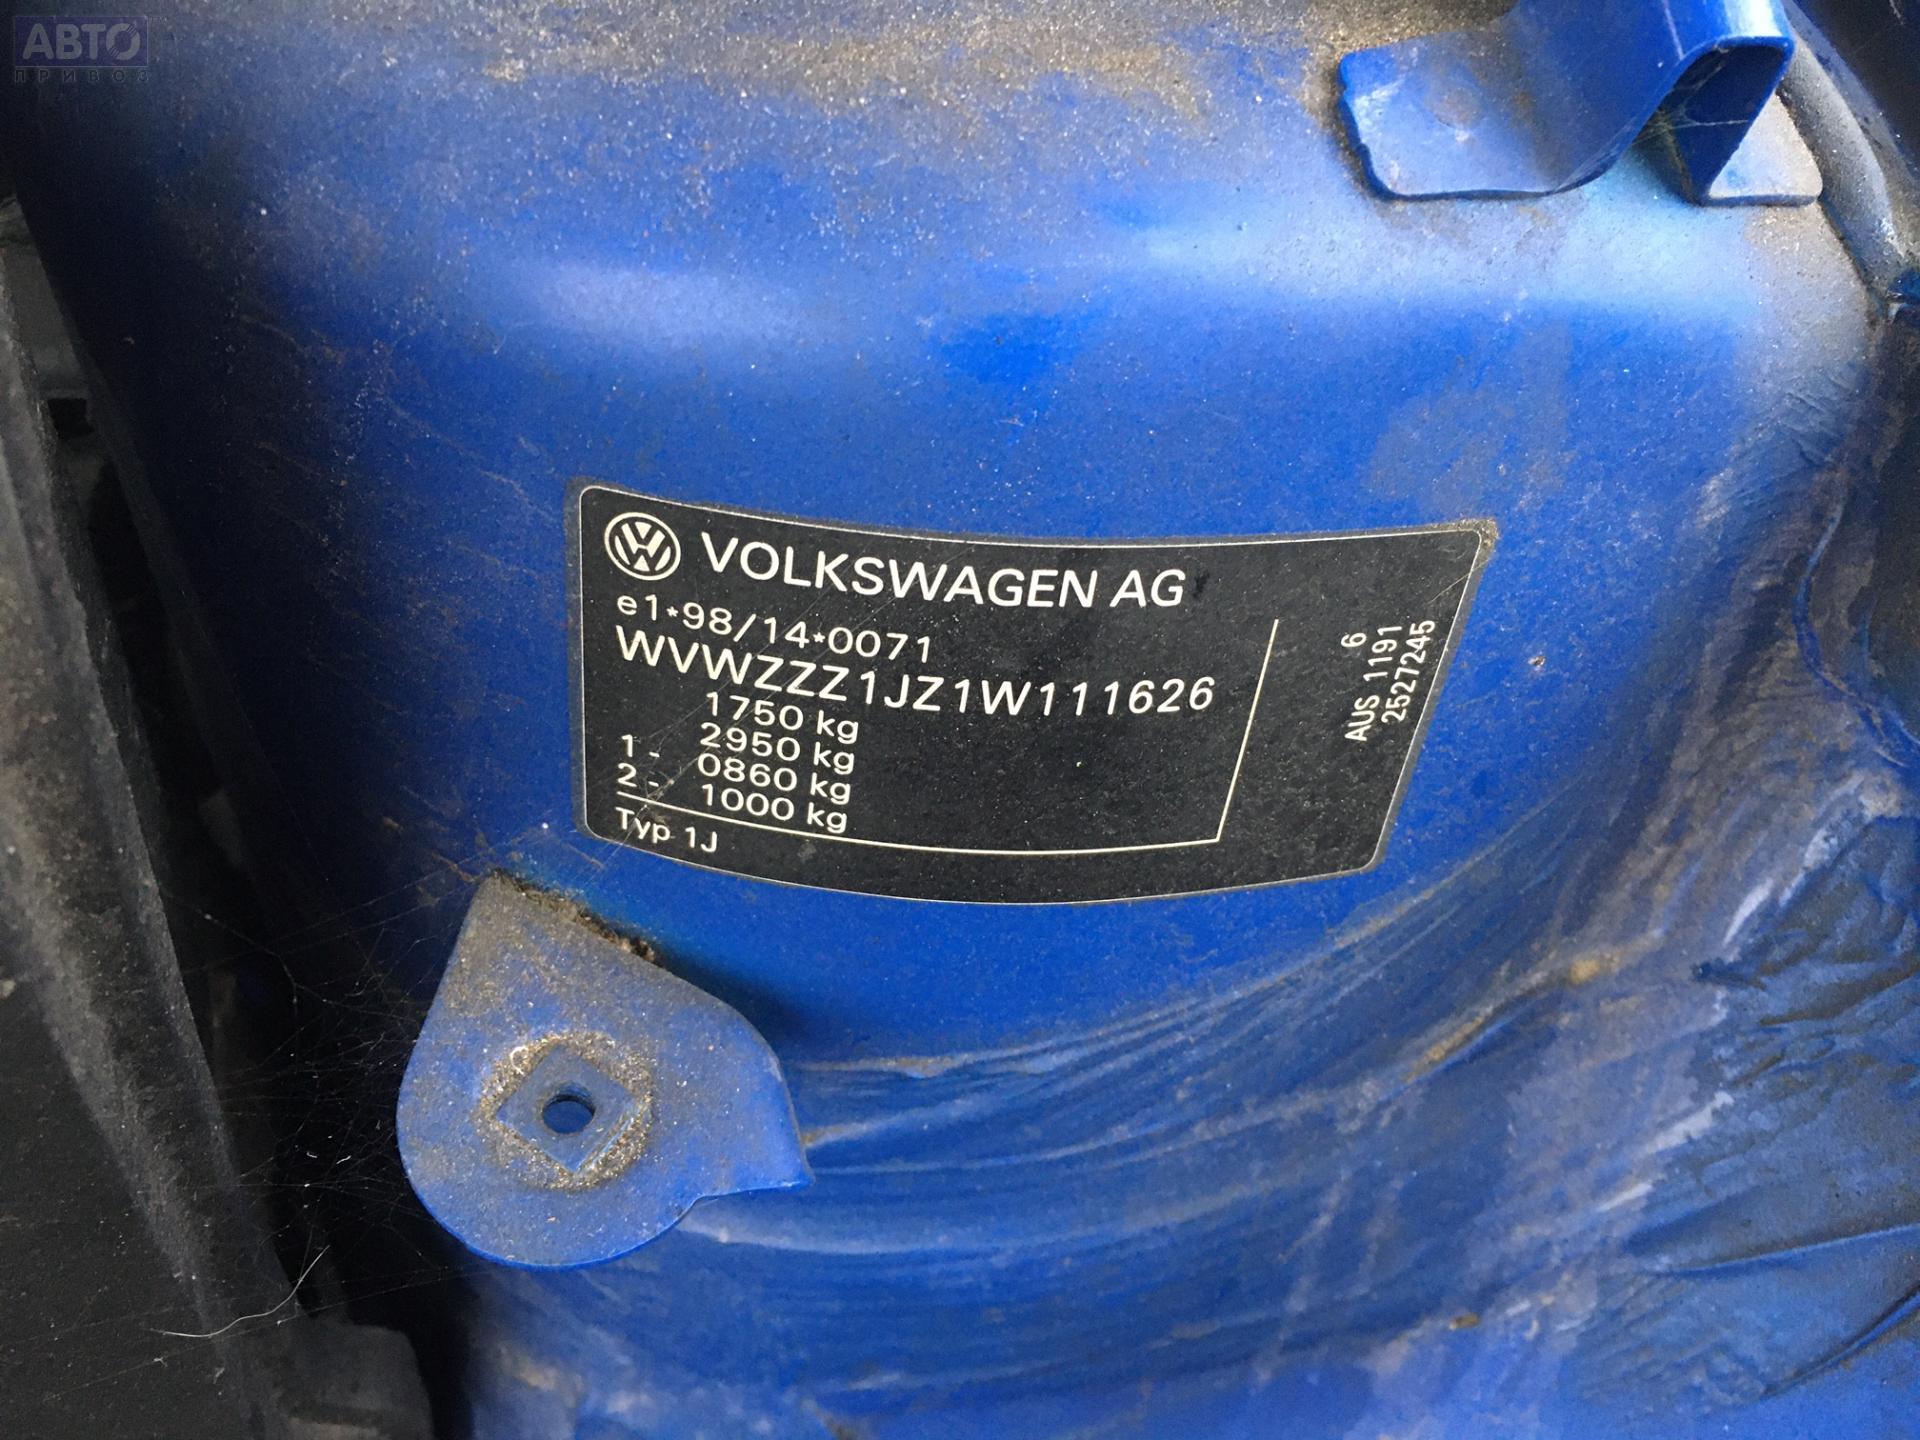 АВТО
ПРИВОЗ
VOLKSWAGEN AG
e1*98/14*0071
WVWZZZ1JZ1W111626
1750 kg
2950 kg
1 - 0860 kg
2 - 1000 kg
Typ 1J
6
AUS 1191
2527245